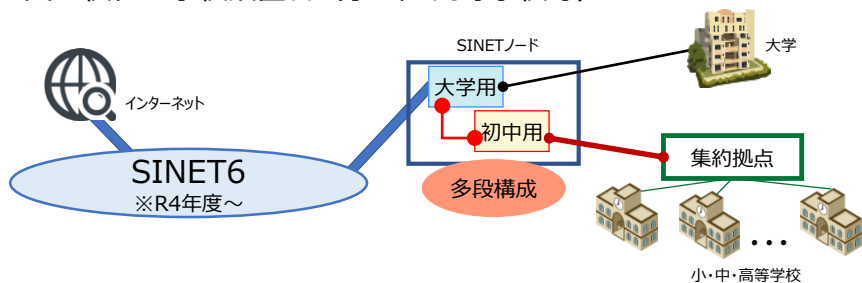 SINETノード
大学
インターネット
大学用
初中用
集約拠点
SINET6
※R4年度～
多段構成
・・・
小・中・高等学校